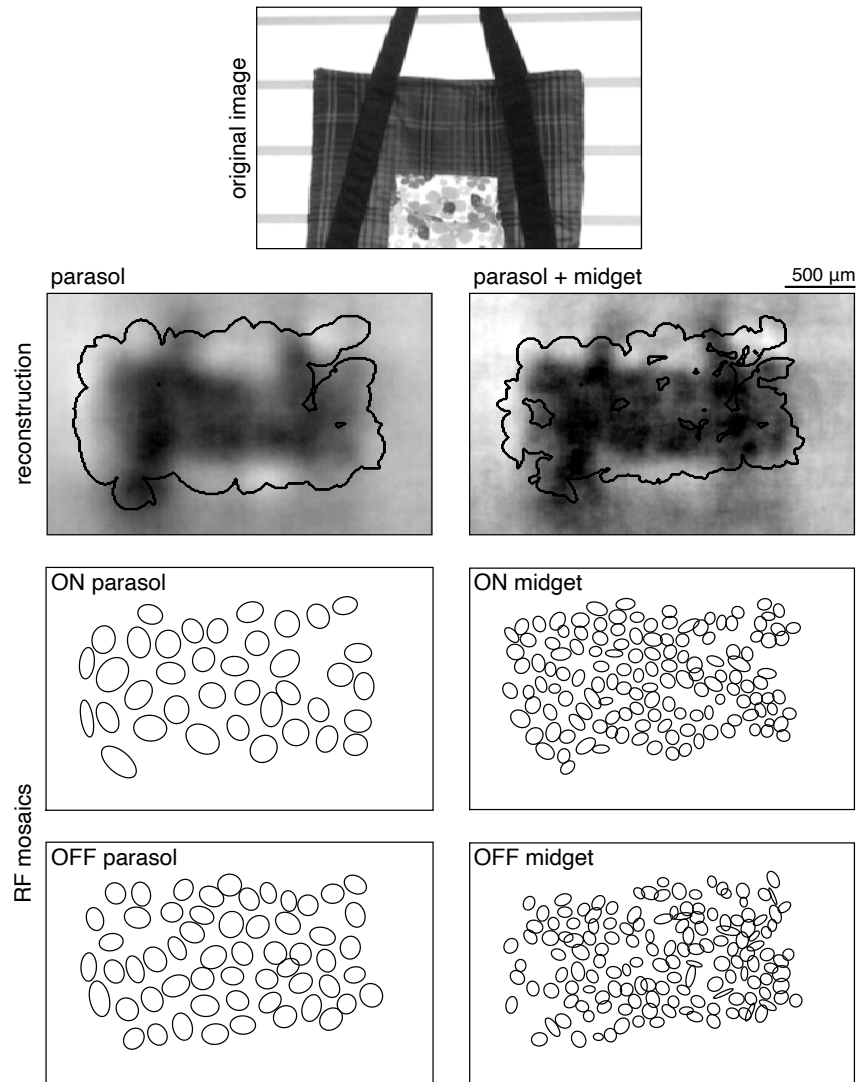 original image
parasol
parasol + midget
500 µm
reconstruction
ON parasol
ON midget
RF mosaics
OFF parasol
OFF midget